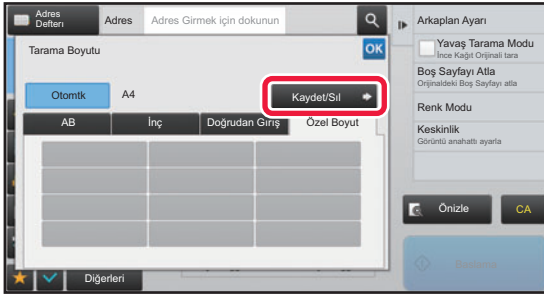 Adres
Defteri
Adres
Adres Girmek için dokunun
Tarama Boyutu
OK
Otomtk
A4
Kaydet/Sıl
AB
İnç
Doğrudan Giriş
Özel Boyut
Diğerleri
Arkaplan Ayarı
Yavaş Tarama Modu
İnce Kağıt Orijinali tara
Boş Sayfayı Atla
Orijinaldeki Boş Sayfayı atla
Renk Modu
Keskinlik
Görüntü anahattı ayarla
Önizle
CA